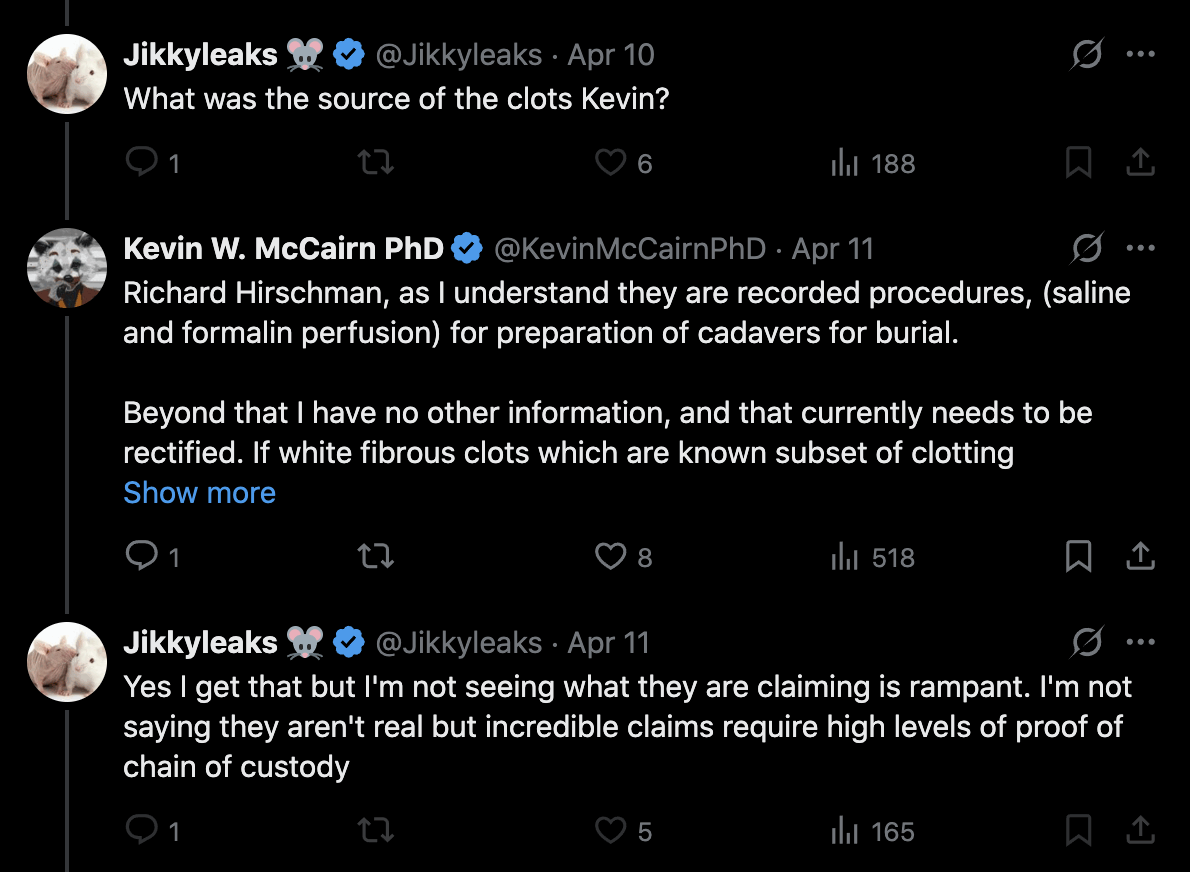 Jikkyleaks 🐭 @Jikkyleaks · Apr 10
What was the source of the clots Kevin?
1 6 188
Kevin W. McCairn PhD @KevinMcCairnPhD · Apr 11
Richard Hirschman, as I understand they are recorded procedures, (saline
and formalin perfusion) for preparation of cadavers for burial.
Beyond that I have no other information, and that currently needs to be
rectified. If white fibrous clots which are known subset of clotting
Show more
1 8 518
Jikkyleaks 🐭 @Jikkyleaks · Apr 11
Yes I get that but I'm not seeing what they are claiming is rampant. I'm not
saying they aren't real but incredible claims require high levels of proof of
chain of custody
1 5 165